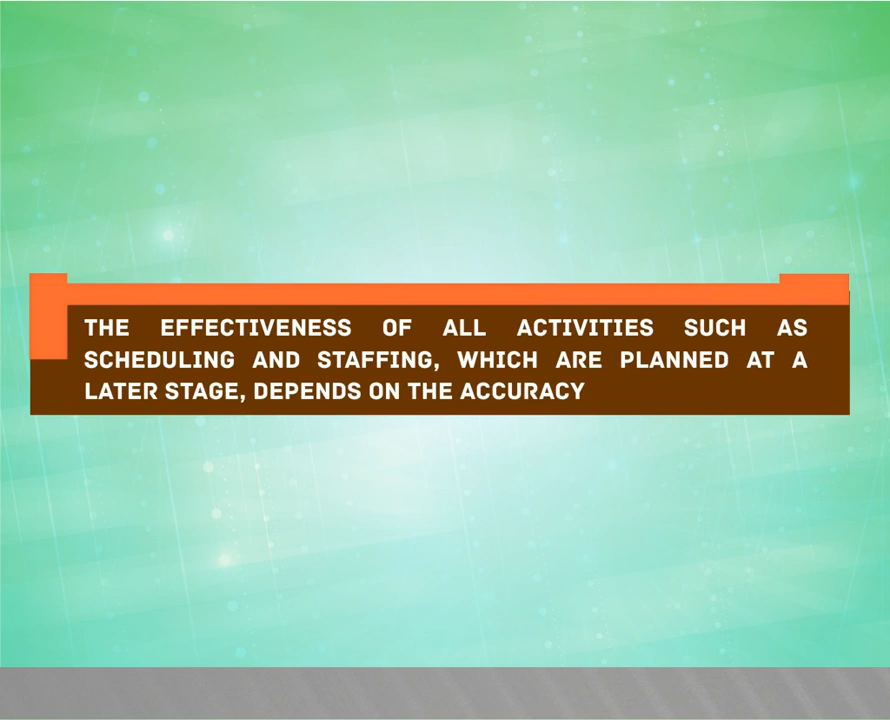 THE EFFECTIVENESS OF ALL ACTIVITIES SUCH AS
SCHEDULING AND STAFFING, WHICH ARE PLANNED AT A
LATER STAGE, DEPENDS ON THE ACCURACY